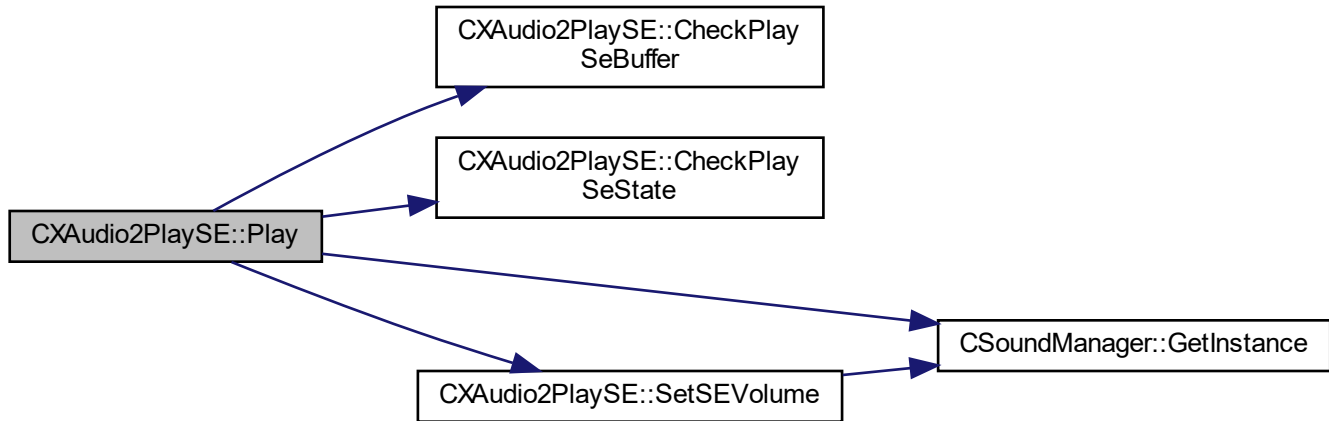 CXAudio2PlaySE::CheckPlay
SeBuffer
CXAudio2PlaySE::CheckPlay
SeState
CXAudio2PlaySE::Play
CSoundManager::GetInstance
CXAudio2PlaySE::SetSEVolume